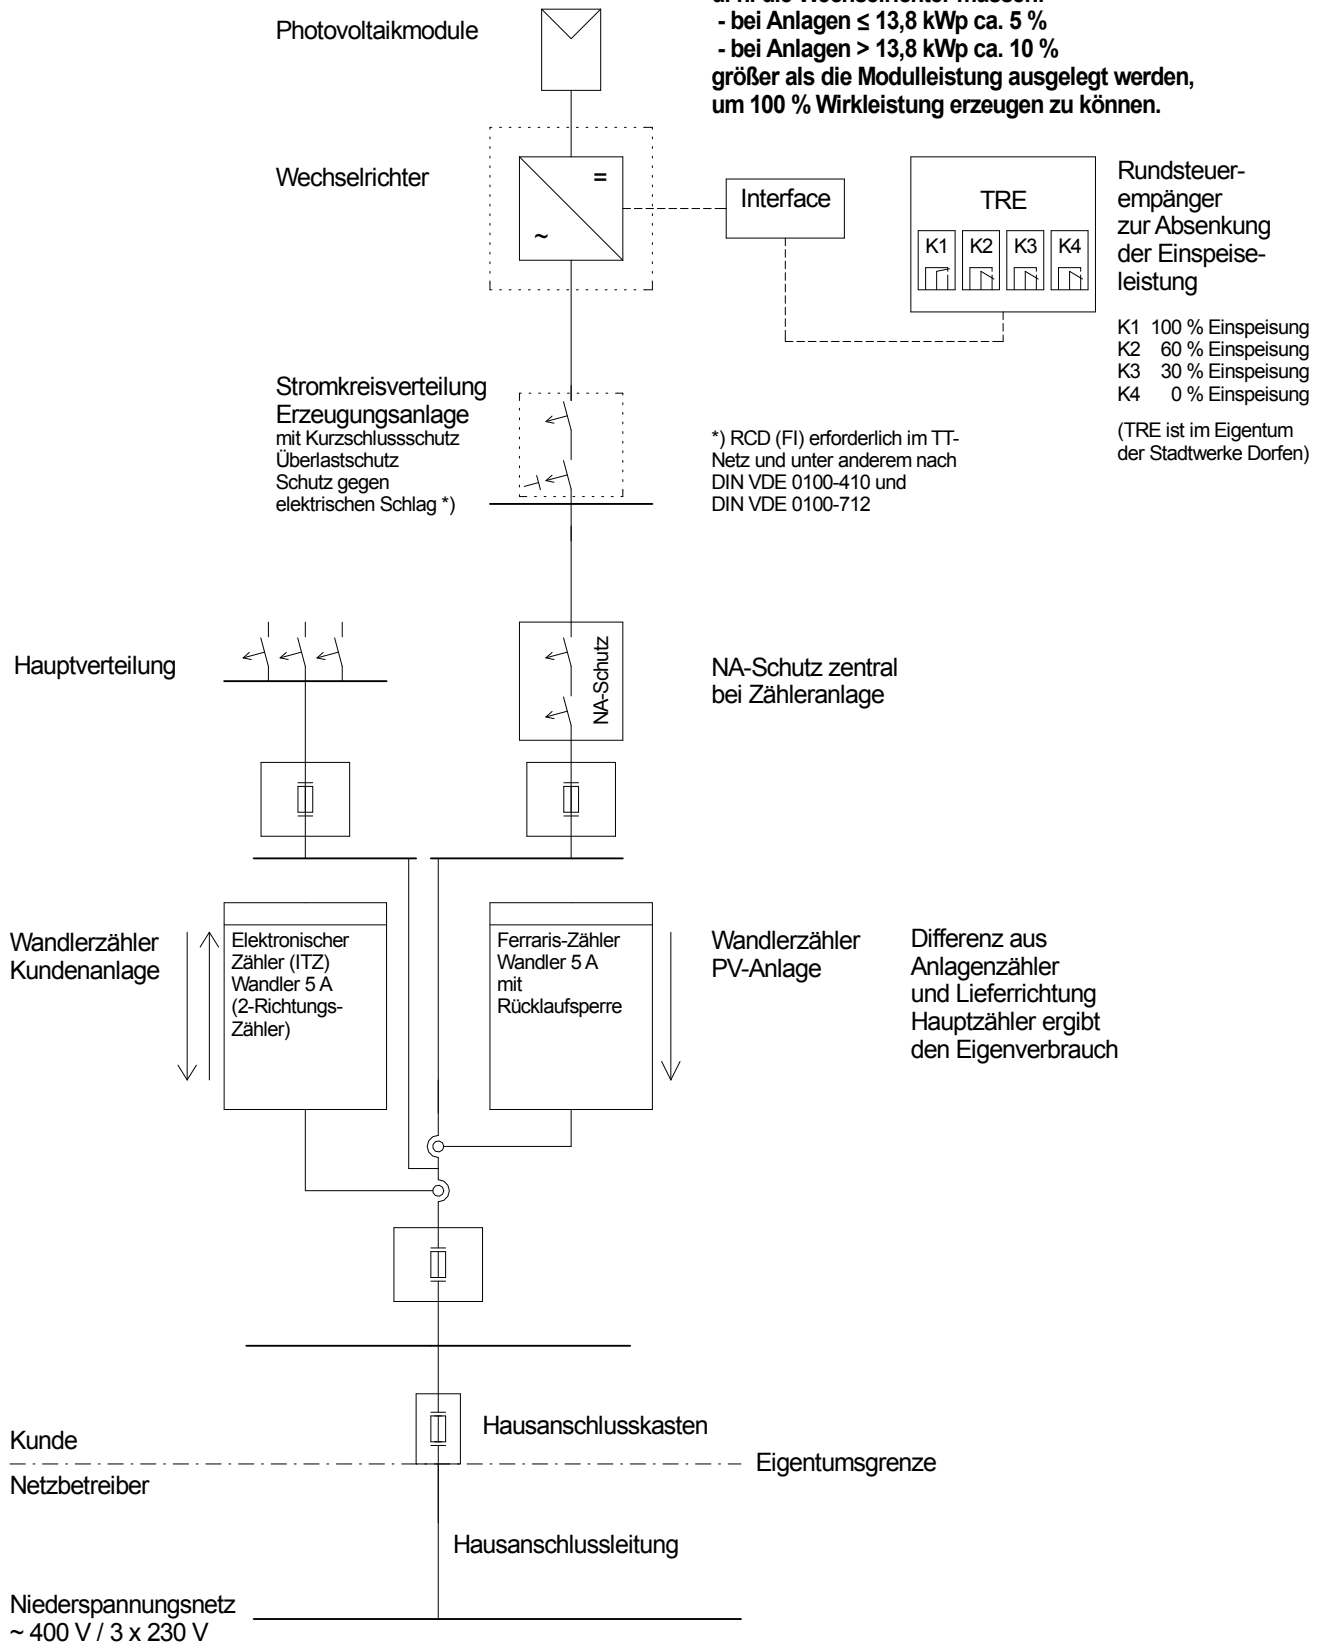 d. h. die Wechselrichter müssen:
- bei Anlagen ≤ 13,8 kWp ca. 5 %
- bei Anlagen > 13,8 kWp ca. 10 %
größer als die Modulleistung ausgelegt werden,
um 100 % Wirkleistung erzeugen zu können.
Photovoltaikmodule
Wechselrichter
=
~
Interface
TRE
K1 K2 K3 K4
Rundsteuer-
empänger
zur Absenkung
der Einspeise-
leistung
K1 100 % Einspeisung
K2 60 % Einspeisung
K3 30 % Einspeisung
K4 0 % Einspeisung
(TRE ist im Eigentum
der Stadtwerke Dorfen)
Stromkreisverteilung
Erzeugungsanlage
mit Kurzschlussschutz
Überlastschutz
Schutz gegen
elektrischen Schlag *)
*) RCD (FI) erforderlich im TT-
Netz und unter anderem nach
DIN VDE 0100-410 und
DIN VDE 0100-712
Hauptverteilung
NA-Schutz
NA-Schutz zentral
bei Zähleranlage
Wandlerzähler
Kundenanlage
Elektronischer
Zähler (ITZ)
Wandler 5 A
(2-Richtungs-
Zähler)
Ferraris-Zähler
Wandler 5 A
mit
Rücklaufsperre
Wandlerzähler
PV-Anlage
Differenz aus
Anlagenzähler
und Lieferrichtung
Hauptzähler ergibt
den Eigenverbrauch
Hausanschlusskasten
Kunde
Eigentumsgrenze
Netzbetreiber
Hausanschlussleitung
Niederspannungsnetz
~ 400 V / 3 x 230 V